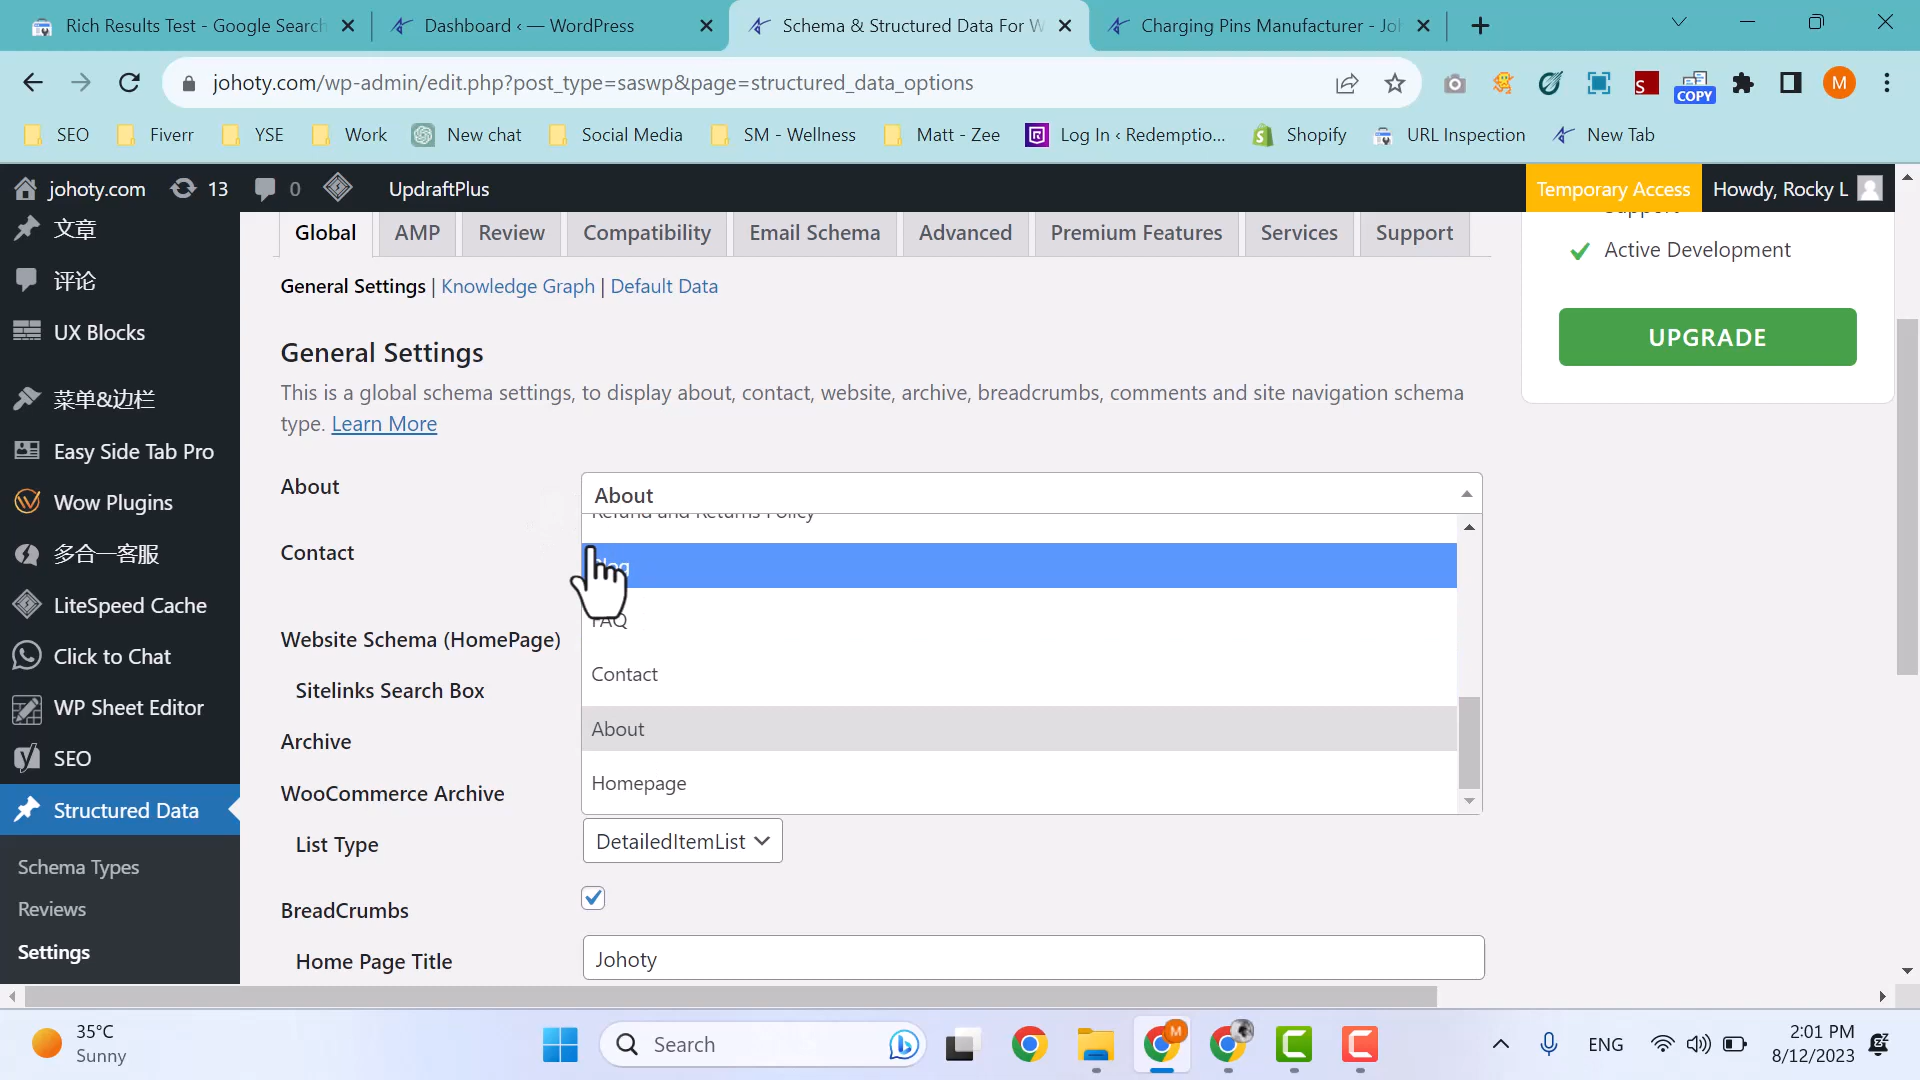 Rich Results Test - Google Search
Dashboard ‹ — WordPress
Schema & Structured Data For W
Charging Pins Manufacturer - Joh
johoty.com/wp-admin/edit.php?post_type=saswp&page=structured_data_options
COPY
M
SEO
Fiverr
YSE
Work
New chat
Social Media
SM - Wellness
Matt - Zee
Log In ‹ Redemptio...
Shopify
URL Inspection
New Tab
johoty.com
13
0
UpdraftPlus
Temporary Access
Howdy, Rocky L
文章
评论
UX Blocks
菜单&边栏
Easy Side Tab Pro
Wow Plugins
多合一客服
LiteSpeed Cache
Click to Chat
WP Sheet Editor
SEO
Structured Data
Schema Types
Reviews
Settings
Global
AMP
Review
Compatibility
Email Schema
Advanced
Premium Features
Services
Support
General Settings | Knowledge Graph | Default Data
General Settings
This is a global schema settings, to display about, contact, website, archive, breadcrumbs, comments and site navigation schema
type. Learn More
About
About
Refund and Returns Policy
Contact
FAQ
Contact
About
Homepage
Website Schema (HomePage)
Sitelinks Search Box
Archive
WooCommerce Archive
List Type
DetailedItemList
BreadCrumbs
Home Page Title
Johoty
Support
Active Development
UPGRADE
35°C
Sunny
Search
M
ENG
2:01 PM
8/12/2023